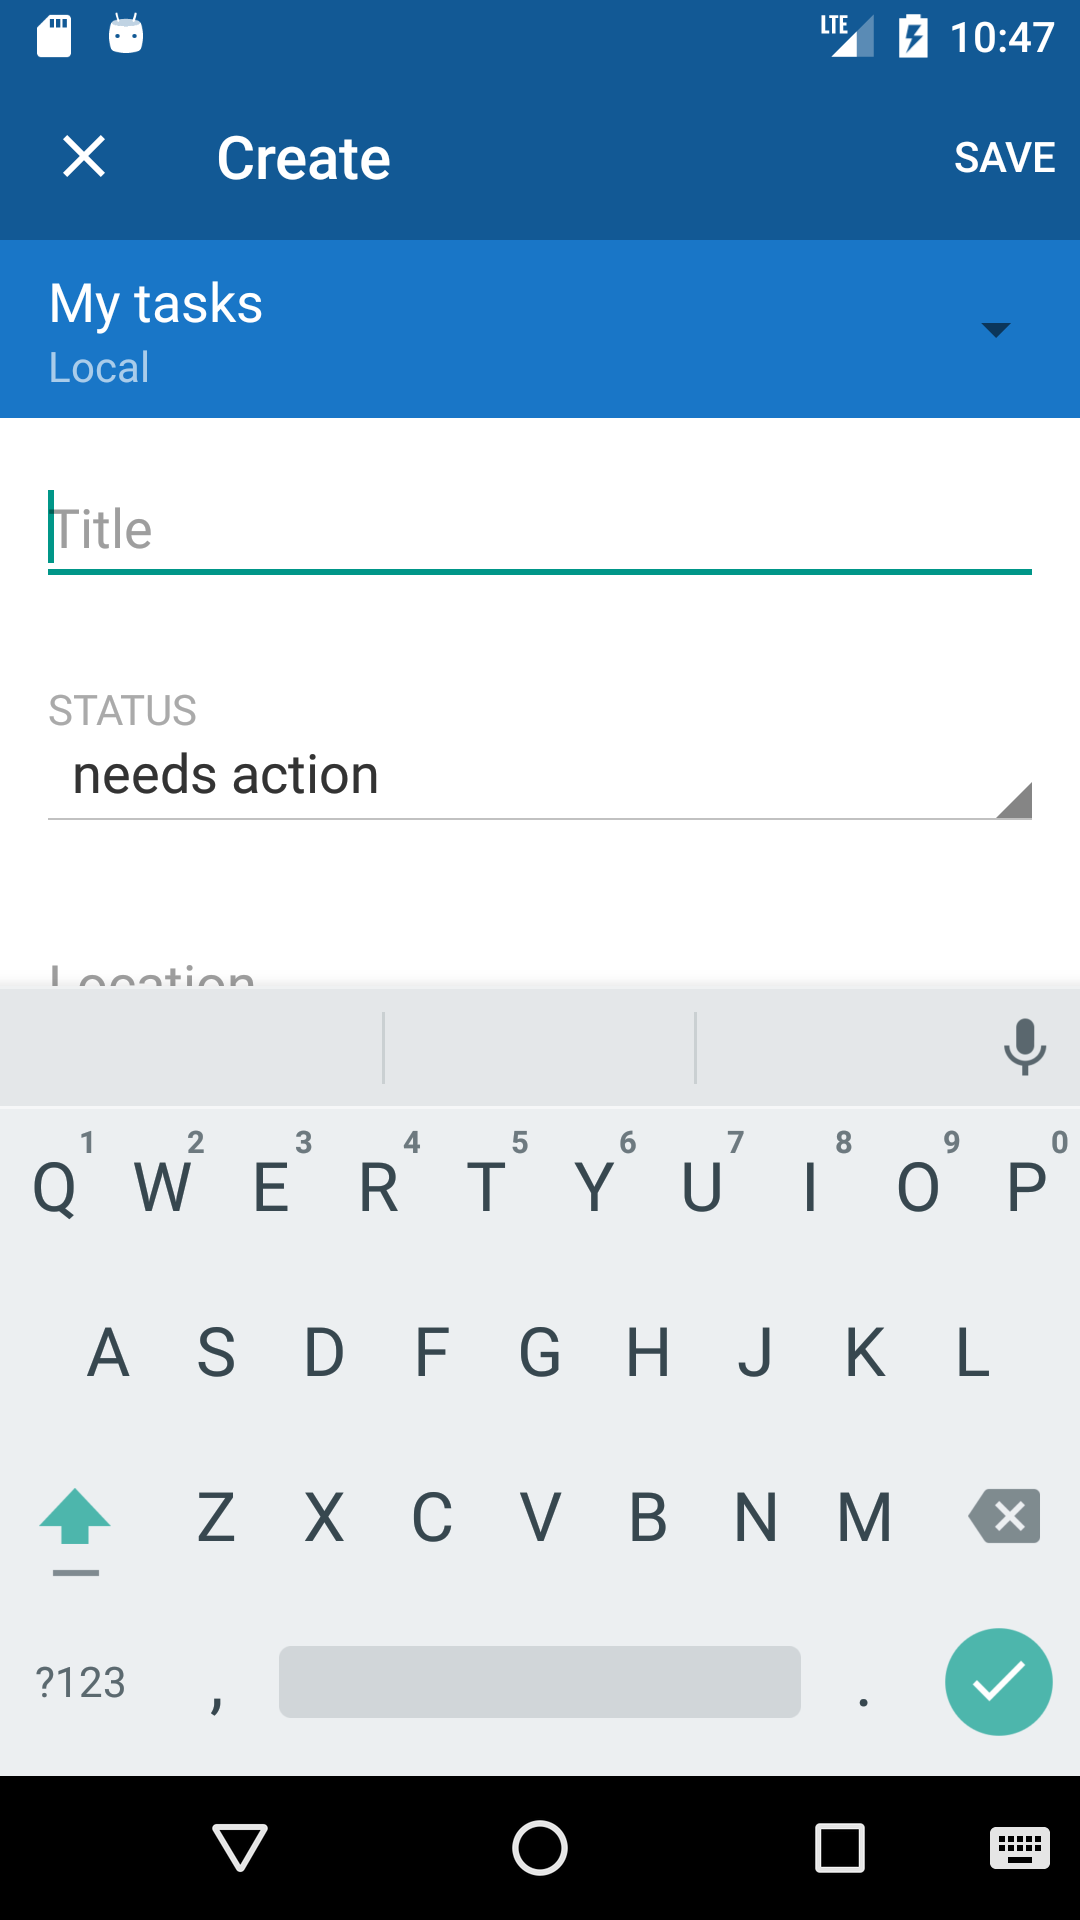 LTE 10:47
Create SAVE
My tasks
Local
Title
STATUS
needs action
Location
1 2 3 4 5 6 7 8 9 0
Q W E R T Y U I O P
A S D F G H J K L
Z X C V B N M
?123 , .